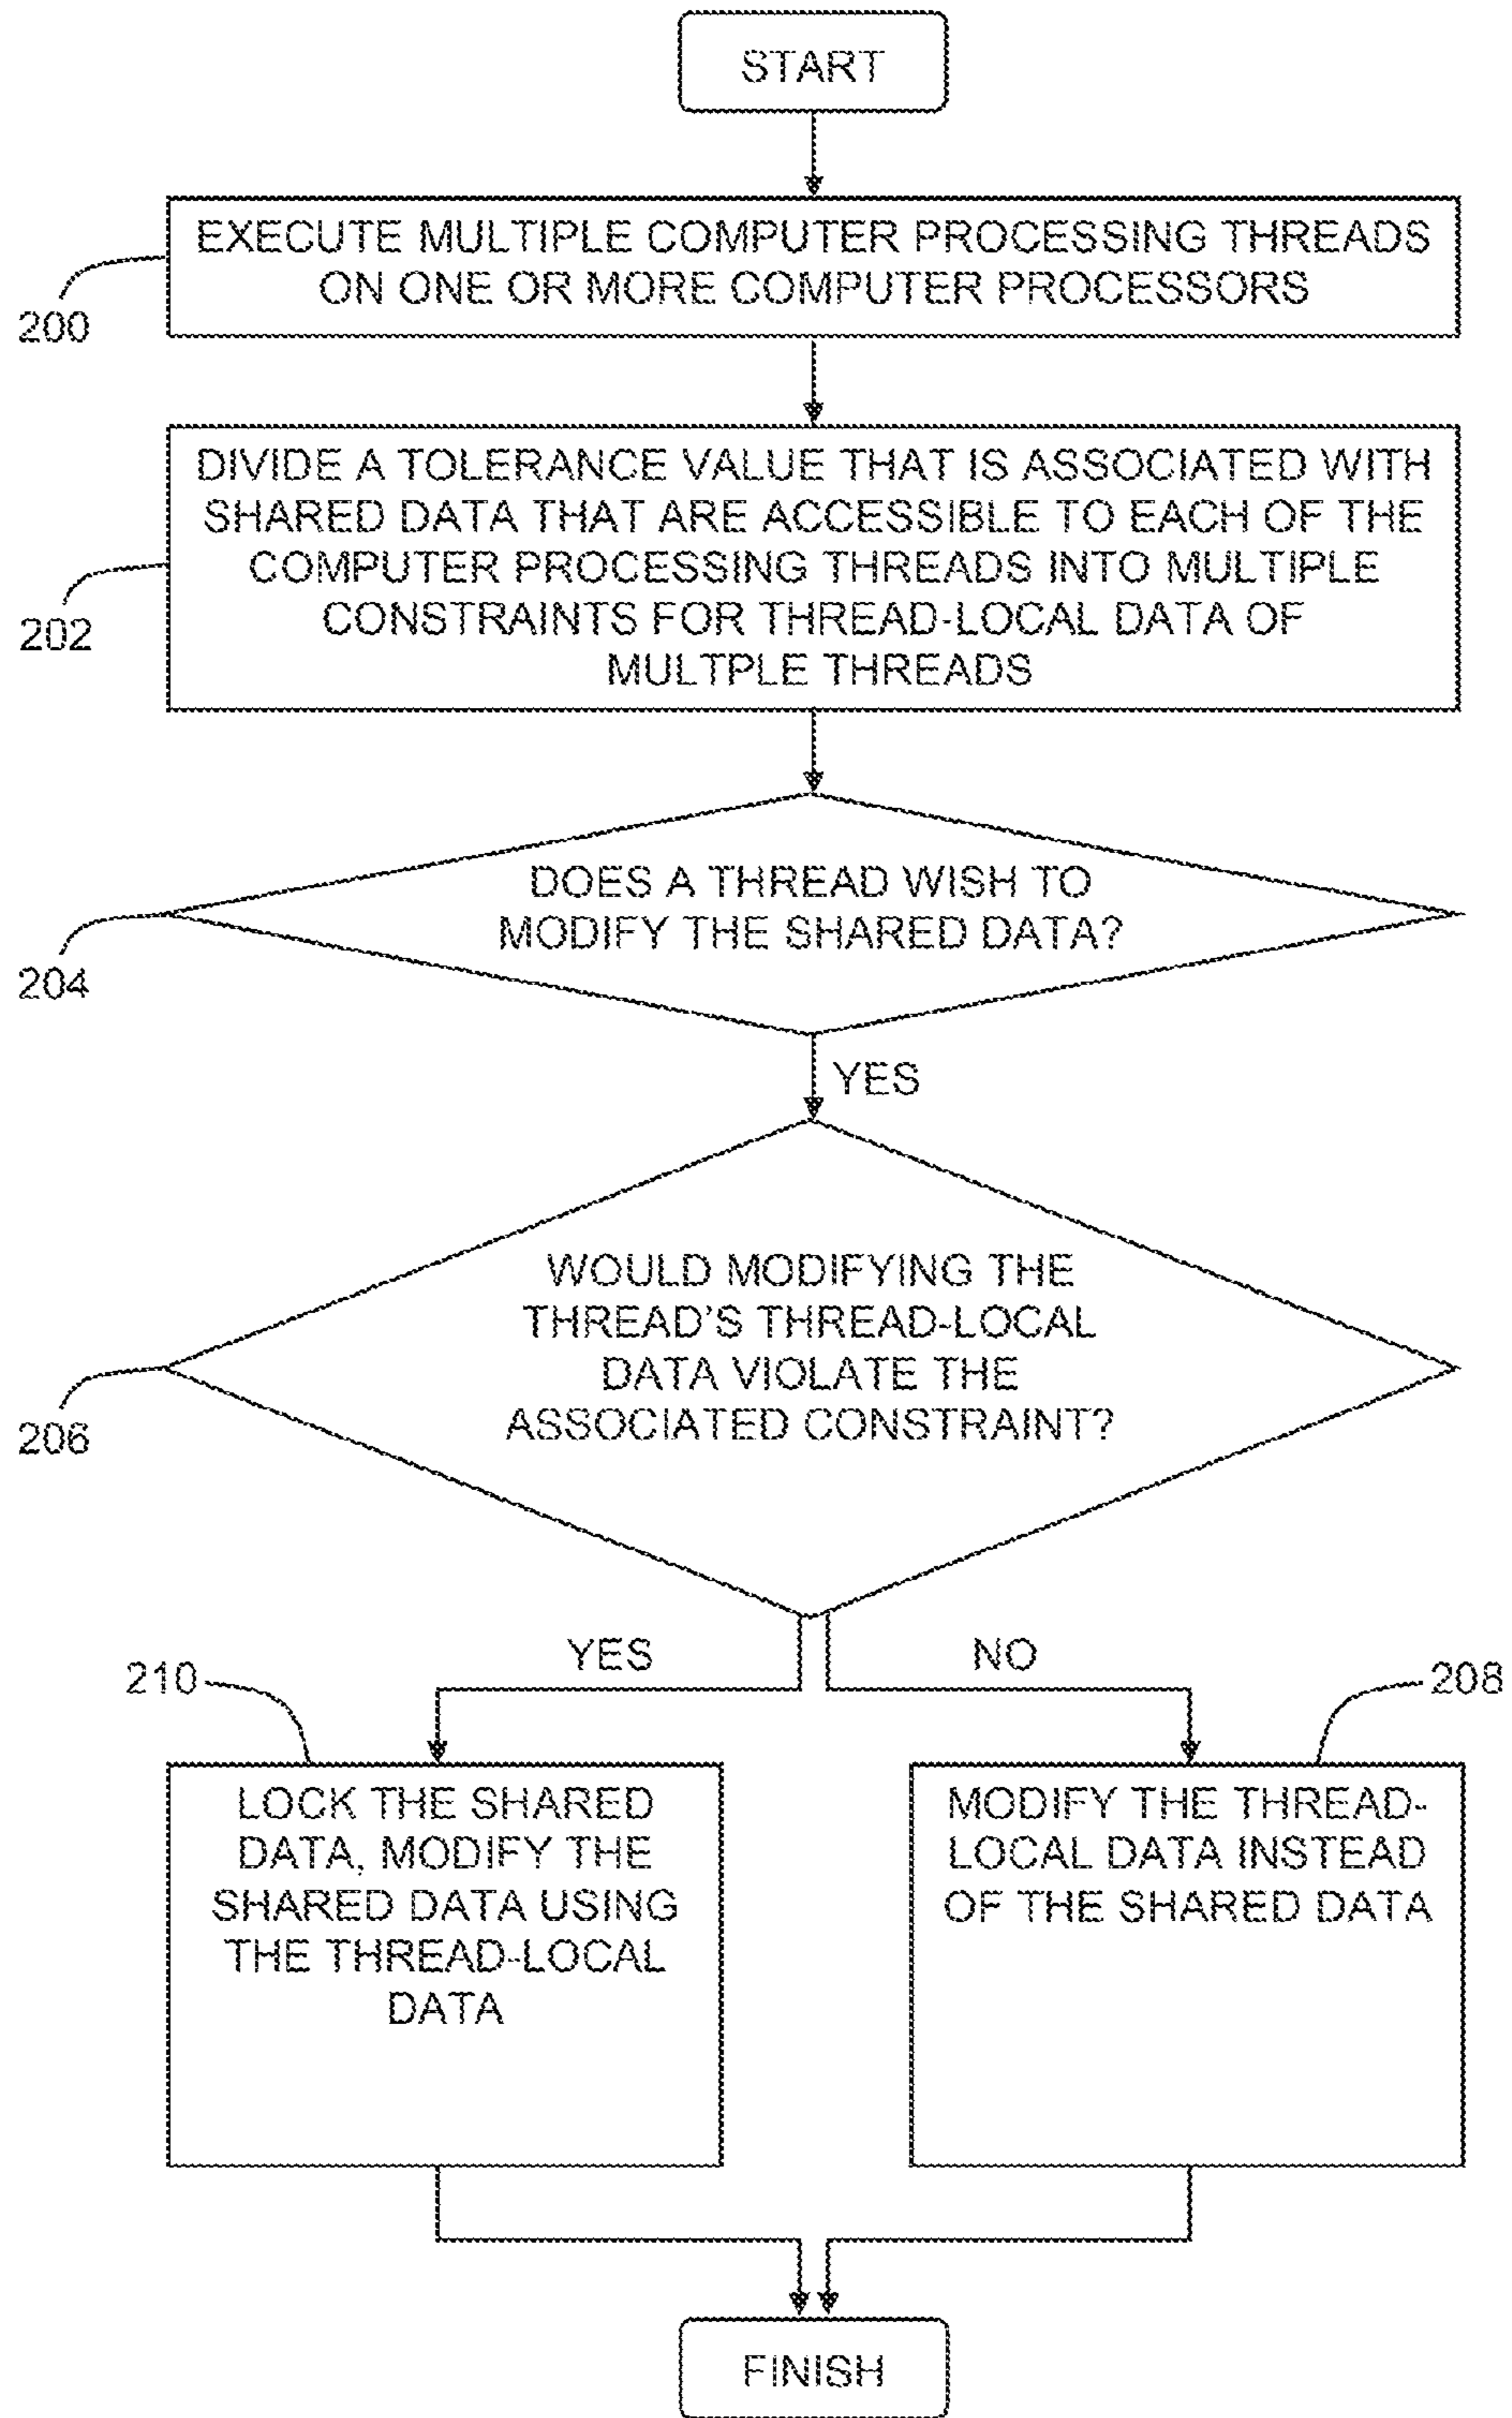 START
EXECUTE MULTIPLE COMPUTER PROCESSING THREADS
ON ONE OR MORE COMPUTER PROCESSORS
200
DIVIDE A TOLERANCE VALUE THAT IS ASSOCIATED WITH
SHARED DATA THAT ARE ACCESSIBLE TO EACH OF THE
COMPUTER PROCESSING THREADS INTO MULTIPLE
CONSTRAINTS FOR THREAD-LOCAL DATA OF
MULTPLE THREADS
202
DOES A THREAD WISH TO
MODIFY THE SHARED DATA?
204
YES
WOULD MODIFYING THE
THREAD'S THREAD-LOCAL
DATA VIOLATE THE
ASSOCIATED CONSTRAINT?
206
YES
NO
210
208
LOCK THE SHARED
DATA, MODIFY THE
SHARED DATA USING
THE THREAD-LOCAL
DATA
MODIFY THE THREAD-
LOCAL DATA INSTEAD
OF THE SHARED DATA
FINISH